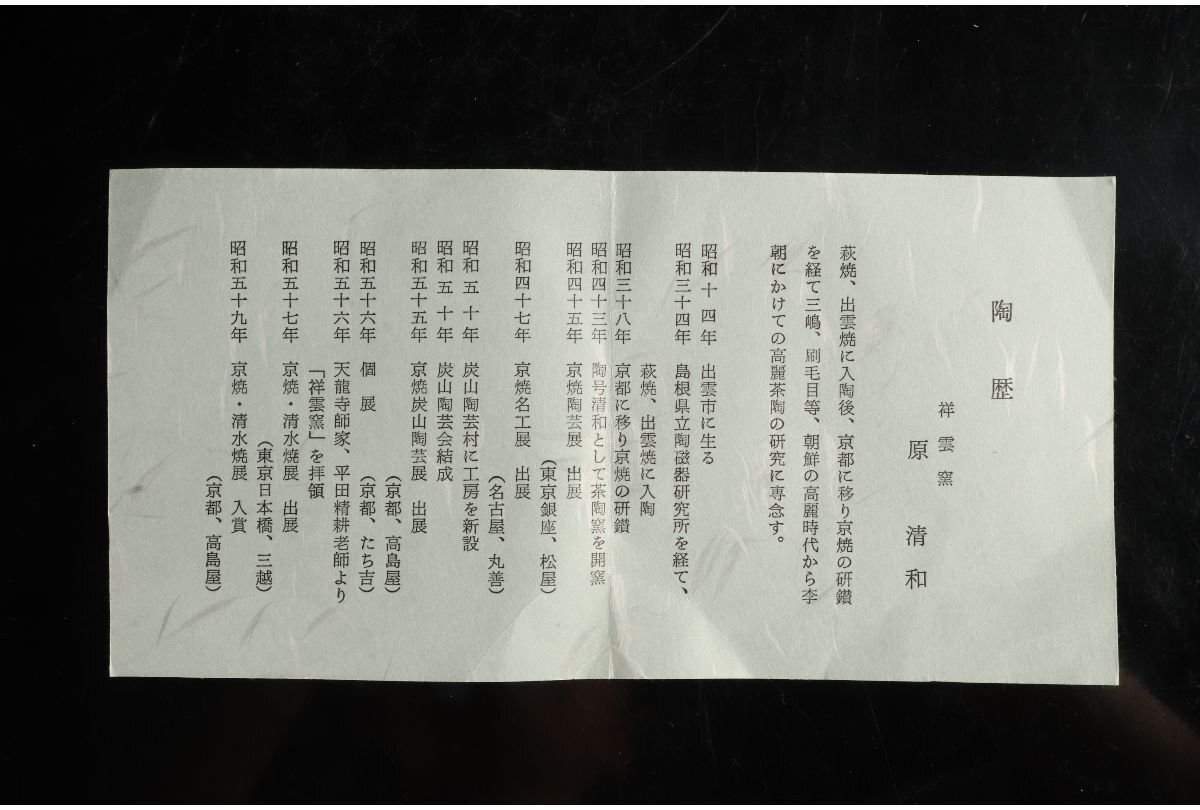 陶歴
祥雲窯
原清和
萩焼、出雲焼に入陶後、京都に移り京焼の研鑽
を経て三嶋、刷毛目等、朝鮮の高麗時代から李
朝にかけての高麗茶陶の研究に専念す。
昭和十四年 出雲市に生る
昭和三十四年 島根県立陶磁器研究所を経て、
萩焼、出雲焼に入陶
昭和三十八年 京都に移り京焼の研鑽
昭和四十三年 陶号清和として茶陶窯を開窯
昭和四十五年 京焼陶芸展 出展
（東京銀座、松屋）
昭和四十七年 京焼名工展 出展
（名古屋、丸善）
昭和五十年 炭山陶芸村に工房を新設
昭和五十年 炭山陶芸会結成
昭和五十五年 京焼炭山陶芸展 出展
（京都、高島屋）
昭和五十六年 個展 （京都、たち吉）
昭和五十六年 天龍寺師家、平田精耕老師より
「祥雲窯」を拝領
昭和五十七年 京焼・清水焼展 出展
（東京日本橋、三越）
昭和五十九年 京焼・清水焼展 入賞
（京都、高島屋）